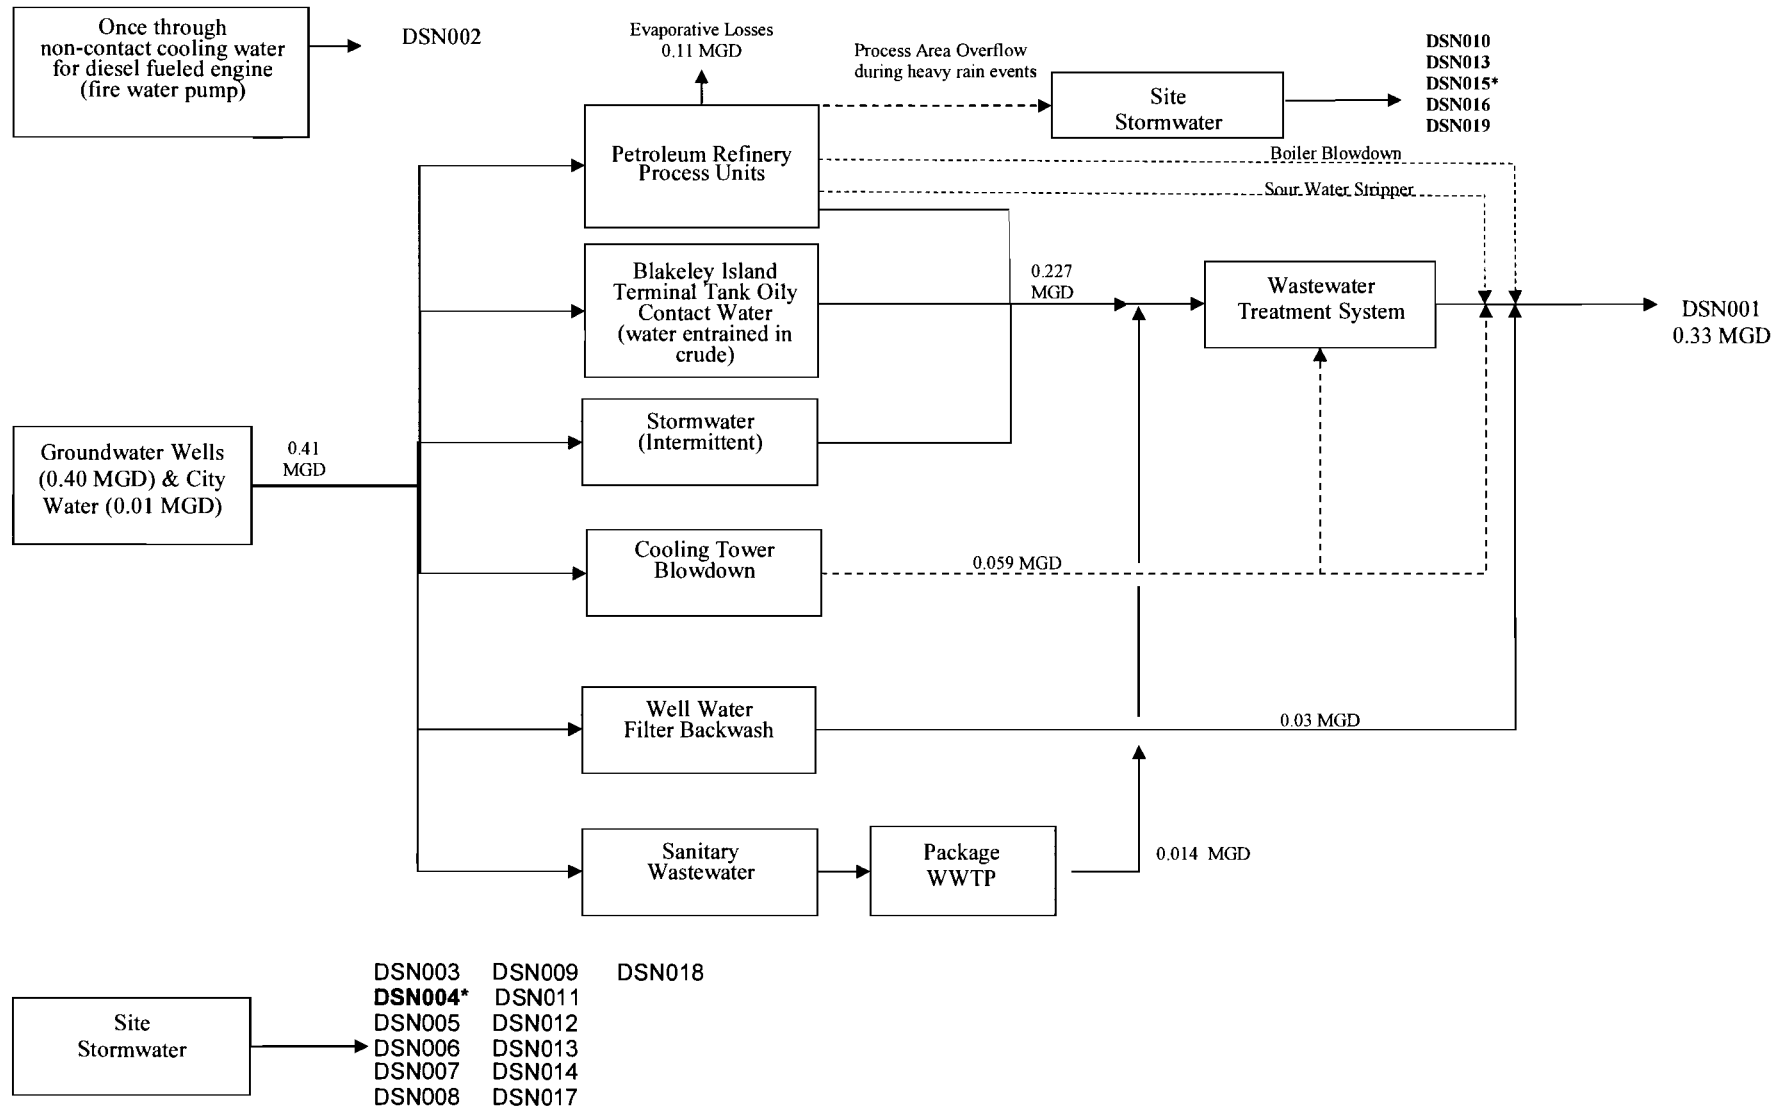 Once through
non-contact cooling water
for diesel fueled engine
(fire water pump)
DSN002
Evaporative Losses
0.11 MGD
Process Area Overflow
during heavy rain events
Site
Stormwater
DSN010
DSN013
DSN015*
DSN016
DSN019
Petroleum Refinery
Process Units
Boiler Blowdown
Sour Water Stripper
Blakeley Island
Terminal Tank Oily
Contact Water
(water entrained in
crude)
0.227
MGD
Wastewater
Treatment System
DSN001
0.33 MGD
Stormwater
(Intermittent)
Groundwater Wells
(0.40 MGD) & City
Water (0.01 MGD)
0.41
MGD
Cooling Tower
Blowdown
0.059 MGD
Well Water
Filter Backwash
0.03 MGD
Sanitary
Wastewater
Package
WWTP
0.014 MGD
Site
Stormwater
DSN003 DSN009 DSN018
DSN004* DSN011
DSN005 DSN012
DSN006 DSN013
DSN007 DSN014
DSN008 DSN017